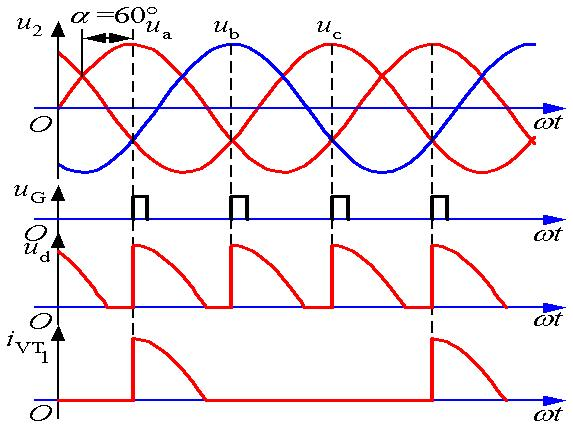 α =60°
u2 ua ub uc
O ωt
uG
O ωt
ud
O ωt
iVT1
O ωt